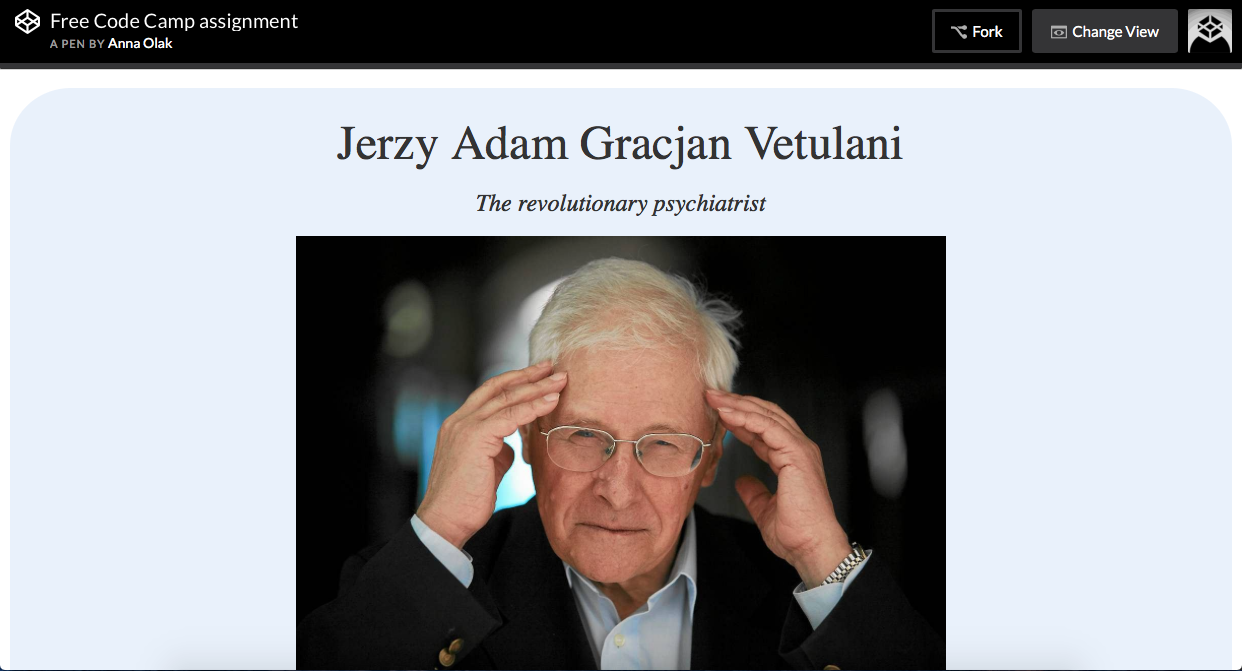 Free Code Camp assignment
A PEN BY Anna Olak
Fork
Change View
Jerzy Adam Gracjan Vetulani
The revolutionary psychiatrist